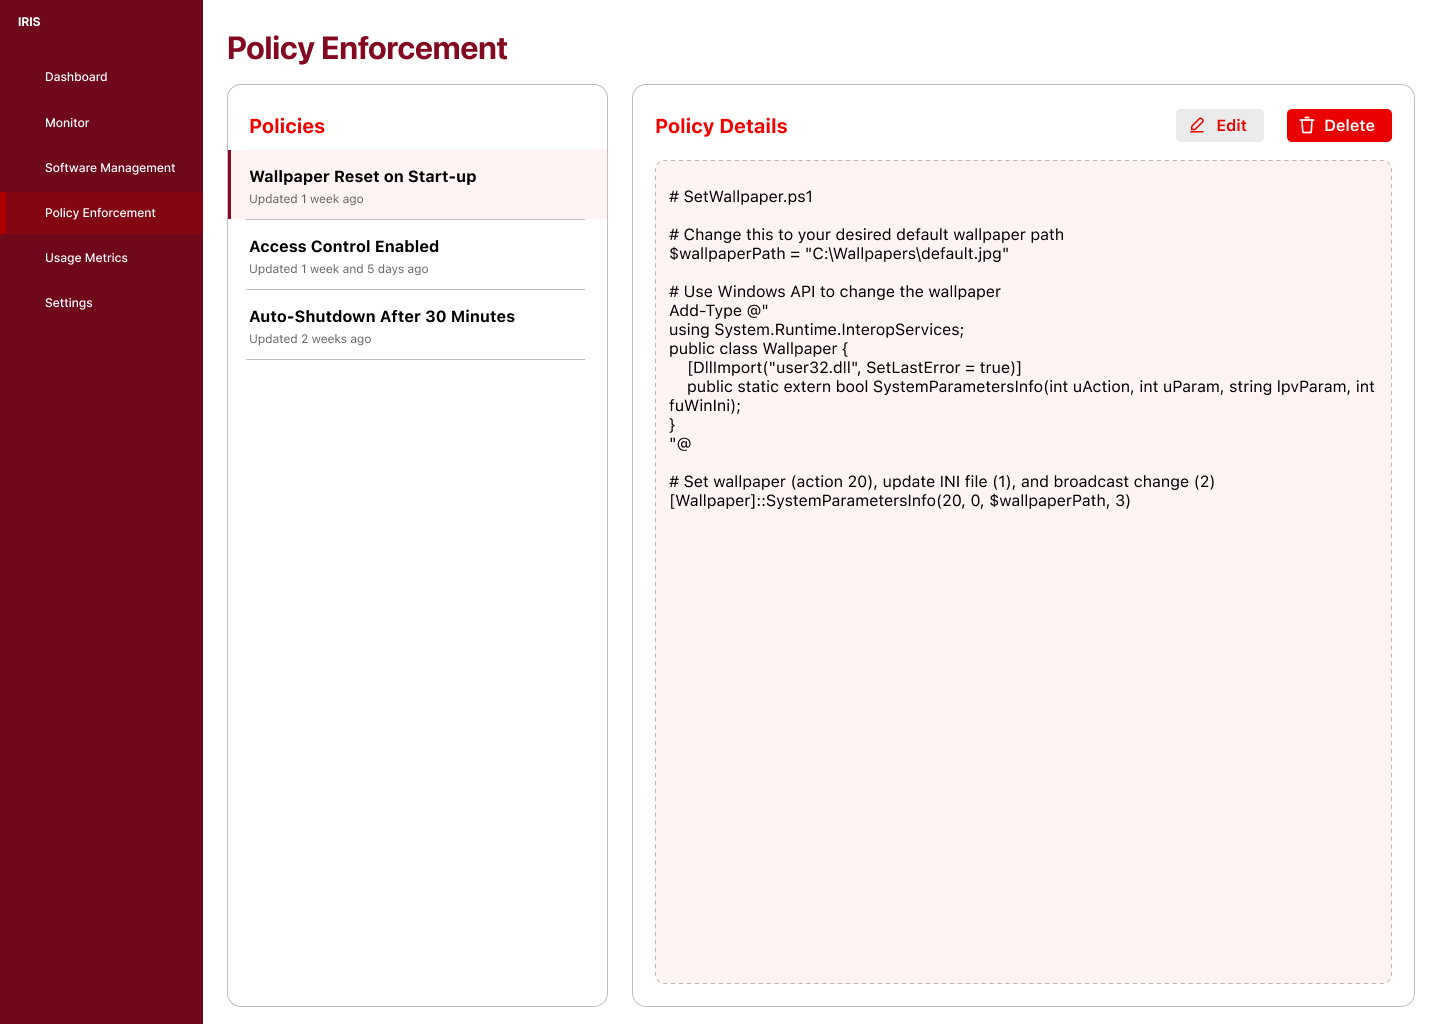 IRIS
Dashboard
Monitor
Software Management
Policy Enforcement
Usage Metrics
Settings
Policy Enforcement
Policies
Wallpaper Reset on Start-up
Updated 1 week ago
Access Control Enabled
Updated 1 week and 5 days ago
Auto-Shutdown After 30 Minutes
Updated 2 weeks ago
Policy Details
Edit
Delete
# SetWallpaper.ps1
# Change this to your desired default wallpaper path
$wallpaperPath = "C:\Wallpapers\default.jpg"
# Use Windows API to change the wallpaper
Add-Type @"
using System.Runtime.InteropServices;
public class Wallpaper {
    [DllImport("user32.dll", SetLastError = true)]
    public static extern bool SystemParametersInfo(int uAction, int uParam, string lpvParam, int
fuWinIni);
}
"@
# Set wallpaper (action 20), update INI file (1), and broadcast change (2)
[Wallpaper]::SystemParametersInfo(20, 0, $wallpaperPath, 3)